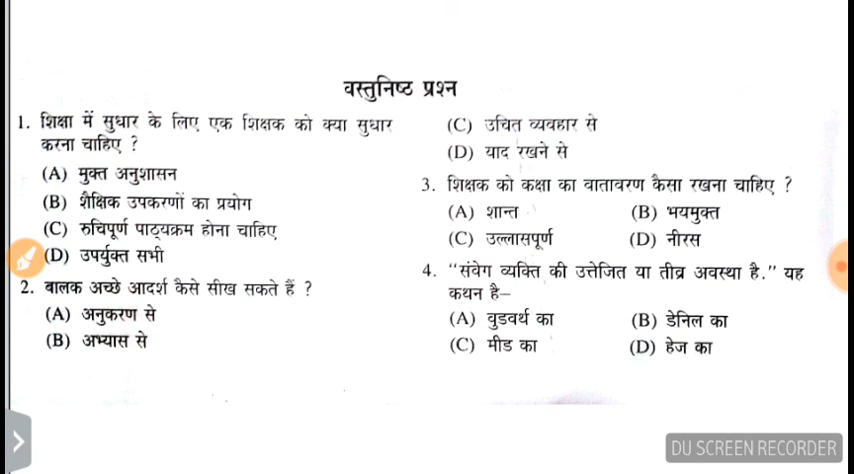 वस्तुनिष्ठ प्रश्न
1. शिक्षा में सुधार के लिए एक शिक्षक को क्या सुधार
करना चाहिए ?
(A) मुक्त अनुशासन
(B) शैक्षिक उपकरणों का प्रयोग
(C) रुचिपूर्ण पाठ्यक्रम होना चाहिए
(D) उपर्युक्त सभी
2. बालक अच्छे आदर्श कैसे सीख सकते हैं ?
(A) अनुकरण से
(B) अभ्यास से
(C) उचित व्यवहार से
(D) याद रखने से
3. शिक्षक को कक्षा का वातावरण कैसा रखना चाहिए ?
(A) शान्त (B) भयमुक्त
(C) उल्लासपूर्ण (D) नीरस
4. “संवेग व्यक्ति की उत्तेजित या तीव्र अवस्था है.” यह
कथन है–
(A) वुडवर्थ का (B) डेनिल का
(C) मीड का (D) हेज का
DU SCREEN RECORDER